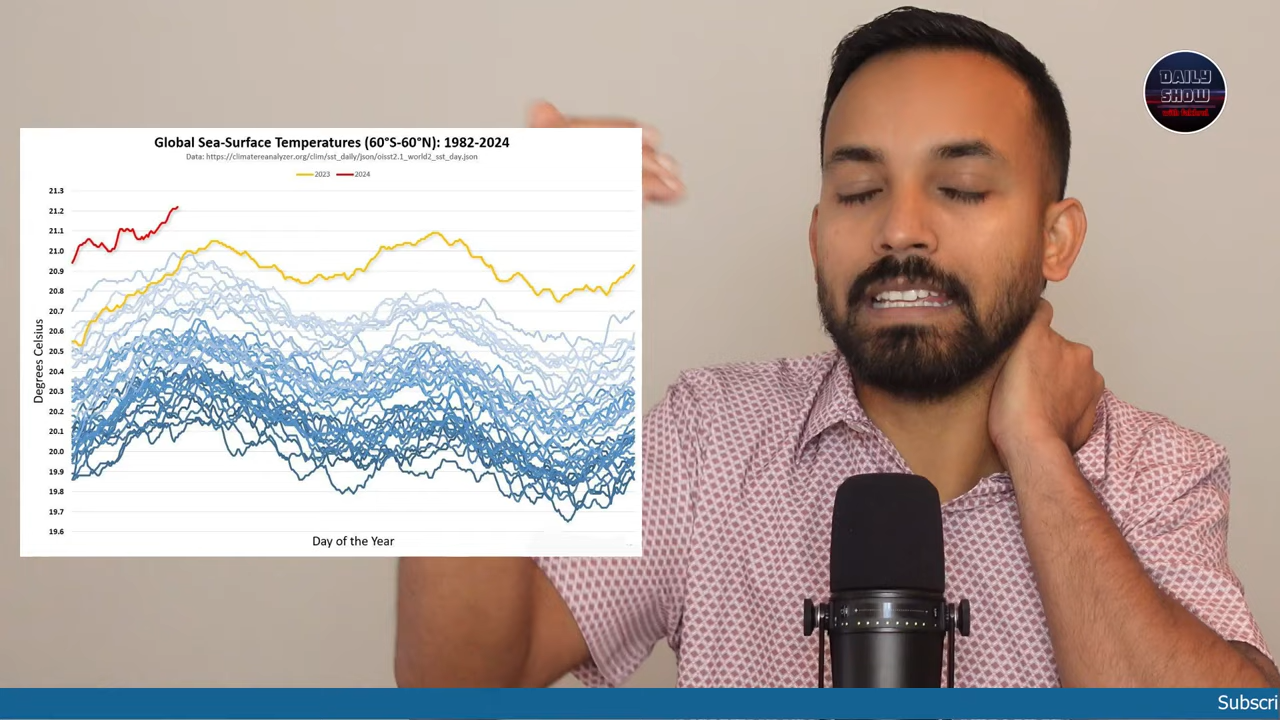 Global Sea-Surface Temperatures (60°S-60°N): 1982-2024
Data: https://climatereanalyzer.org/clim/sst_daily/json/oisst2.1_world2_sst_day.json
2023 2024
21.3
21.2
21.1
21.0
20.9
20.8
20.7
20.6
20.5
20.4
20.3
20.2
20.1
20.0
19.9
19.8
19.7
19.6
Degrees Celsius
Day of the Year
DAILY
SHOW
Subscri